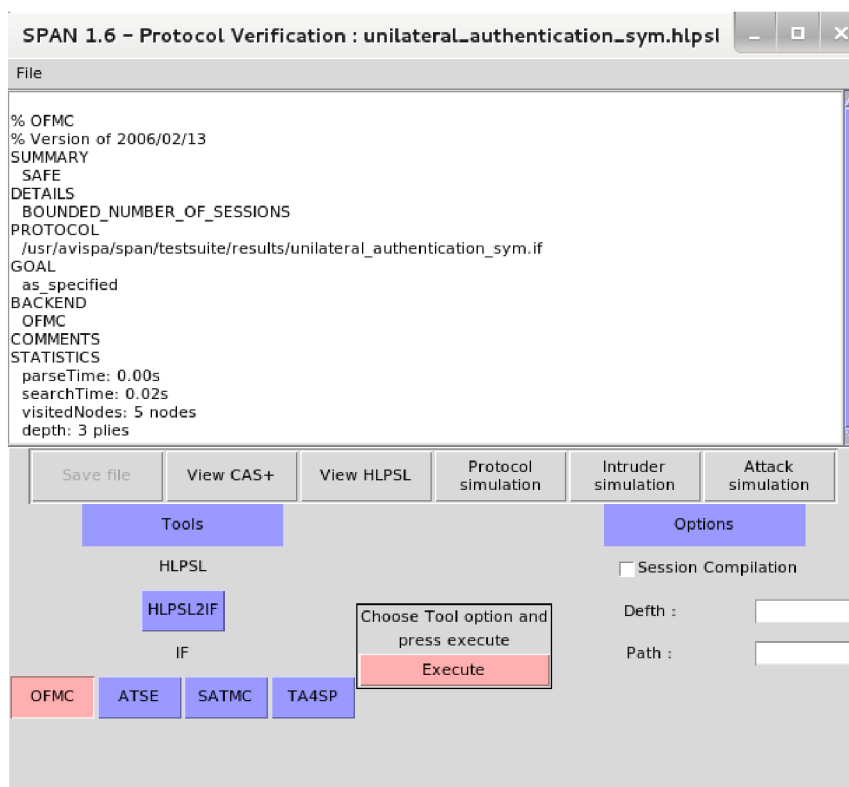 SPAN 1.6 - Protocol Verification : unilateral_authentication_sym.hlpsl
File
% OFMC
% Version of 2006/02/13
SUMMARY
SAFE
DETAILS
BOUNDED_NUMBER_OF_SESSIONS
PROTOCOL
/usr/avispa/span/testsuite/results/unilateral_authentication_sym.if
GOAL
as_specified
BACKEND
OFMC
COMMENTS
STATISTICS
parseTime: 0.00s
searchTime: 0.02s
visitedNodes: 5 nodes
depth: 3 plies
Save file View CAS+ View HLPSL Protocol simulation Intruder simulation Attack simulation
Tools Options
HLPSL
Session Compilation
HLPSL2IF
Choose Tool option and
press execute
Execute
Defth :
IF
Path :
OFMC ATSE SATMC TA4SP